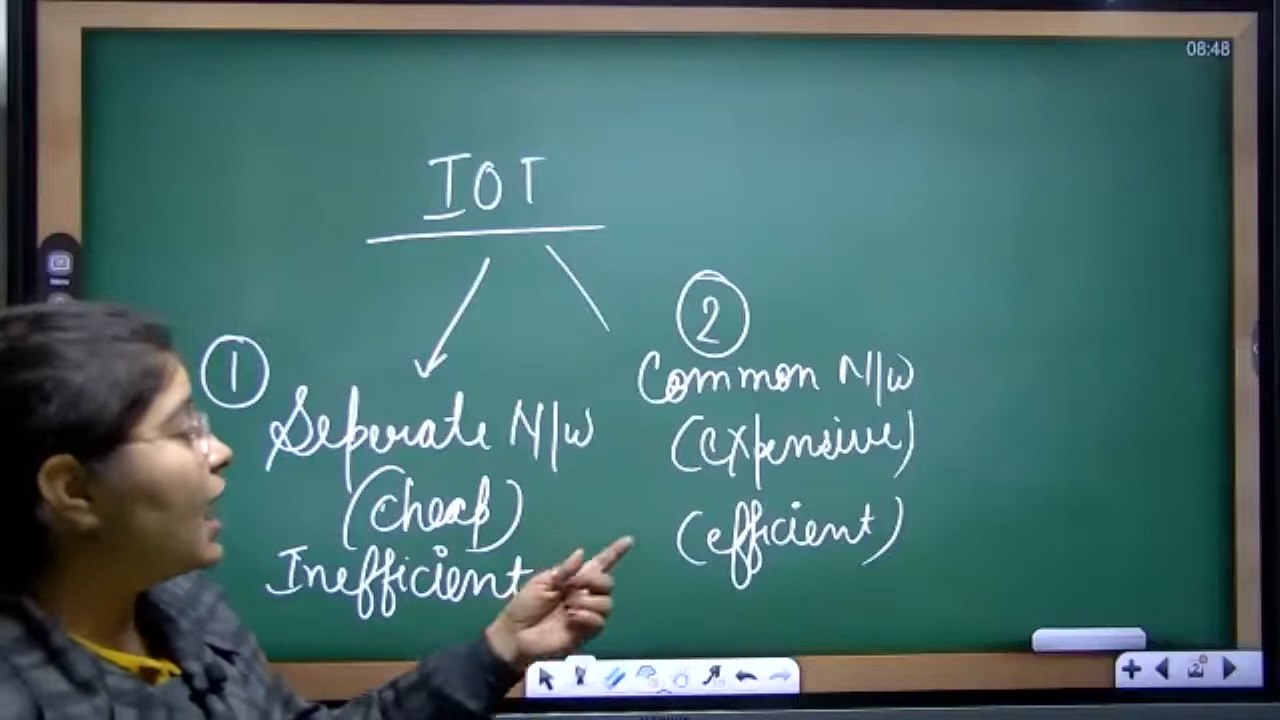 08:48
IOT
1
Seperate N/w
(Cheap)
Inefficient
2
Common N/w
(expensive)
(efficient)